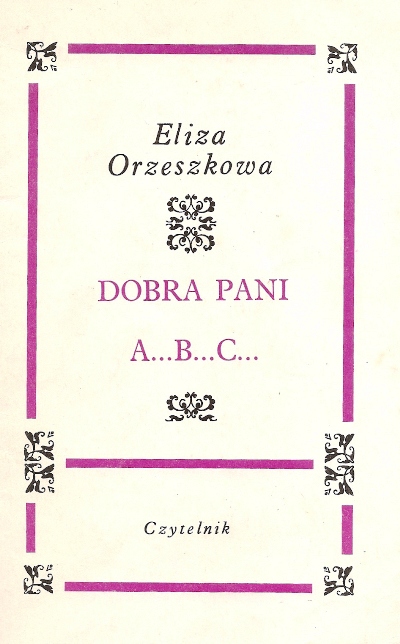 Eliza
Orzeszkowa
DOBRA PANI
A...B...C...
Czytelnik